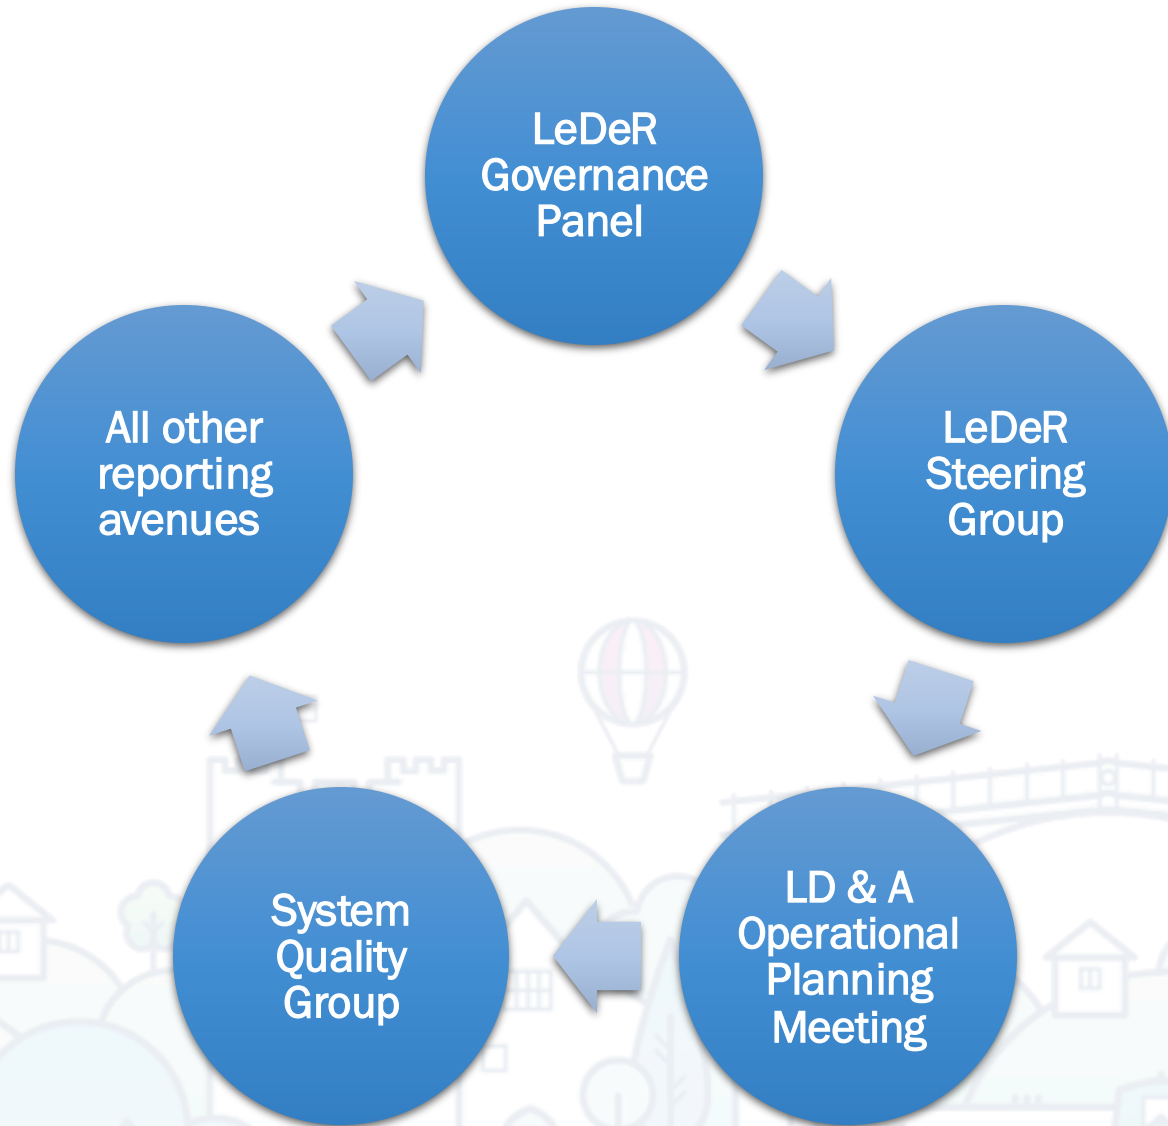 LeDeR
Governance
Panel
LeDeR
Steering
Group
LD & A
Operational
Planning
Meeting
System
Quality
Group
All other
reporting
avenues